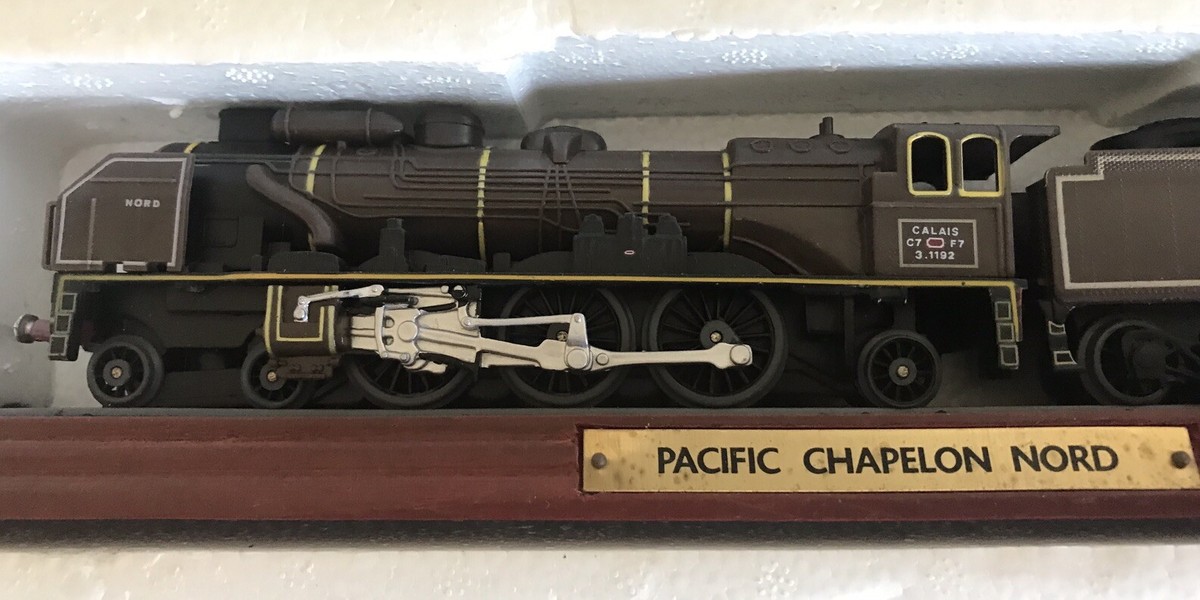 NORD
CALAIS
C7 F7
3.1192
PACIFIC CHAPELON NORD